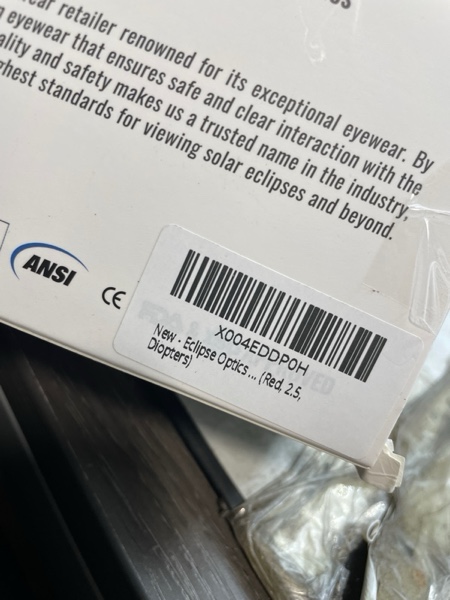 ear retailer renowned for its exceptional eyewear. By
eyewear that ensures safe and clear interaction with the
ality and safety makes us a trusted name in the industry,
ghest standards for viewing solar eclipses and beyond.
ANSI
CE
X004EDDP0H
New - Eclipse Optics ... (Red, 2.5,
Diopters)